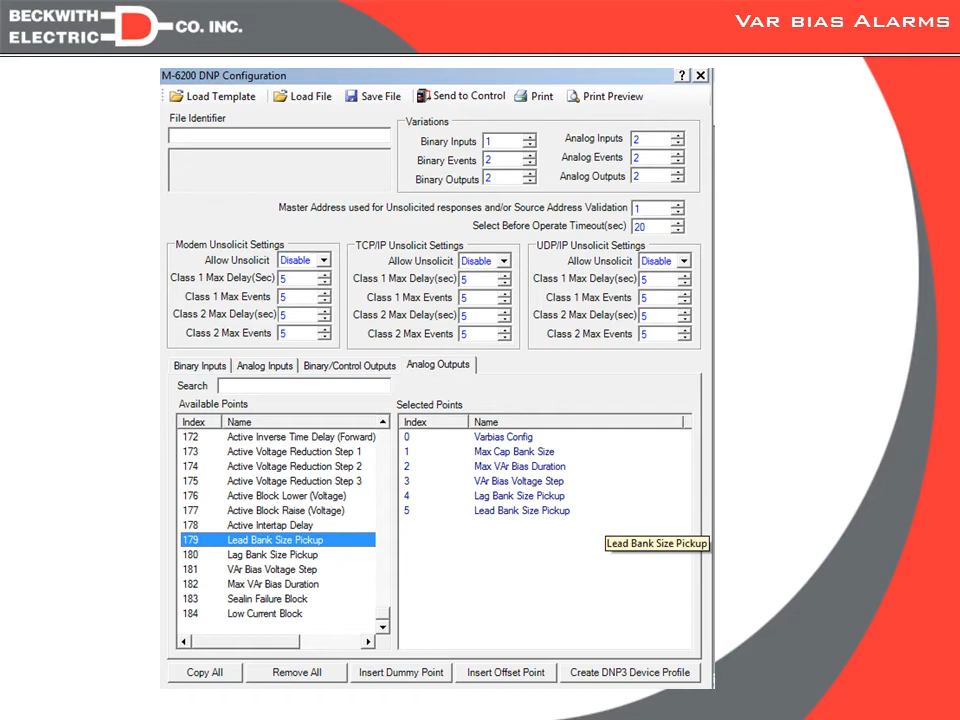 BECKWITH ELECTRIC CO. INC.
VAR BIAS ALARMS
M-6200 DNP Configuration
Load Template Load File Save File Send to Control Print Print Preview
File Identifier
Variations
Binary Inputs 1 Analog Inputs 2
Binary Events 2 Analog Events 2
Binary Outputs 2 Analog Outputs 2
Master Address used for Unsolicited responses and/or Source Address Validation 1
Select Before Operate Timeout(sec) 20
Modem Unsolicit Settings TCP/IP Unsolicit Settings UDP/IP Unsolicit Settings
Allow Unsolicit Disable Allow Unsolicit Disable Allow Unsolicit Disable
Class 1 Max Delay(Sec) 5 Class 1 Max Delay(Sec) 5 Class 1 Max Delay(Sec) 5
Class 1 Max Events 5 Class 1 Max Events 5 Class 1 Max Events 5
Class 2 Max Delay(sec) 5 Class 2 Max Delay(sec) 5 Class 2 Max Delay(sec) 5
Class 2 Max Events 5 Class 2 Max Events 5 Class 2 Max Events 5
Binary Inputs Analog Inputs Binary/Control Outputs Analog Outputs
Search
Available Points
Index Name
172 Active Inverse Time Delay (Forward)
173 Active Voltage Reduction Step 1
174 Active Voltage Reduction Step 2
175 Active Voltage Reduction Step 3
176 Active Block Lower (Voltage)
177 Active Block Raise (Voltage)
178 Active Intertap Delay
179 Lead Bank Size Pickup
180 Lag Bank Size Pickup
181 VAr Bias Voltage Step
182 Max VAr Bias Duration
183 Sealin Failure Block
184 Low Current Block
Selected Points
Index Name
0 Varbias Config
1 Max Cap Bank Size
2 Max VAr Bias Duration
3 VAr Bias Voltage Step
4 Lag Bank Size Pickup
5 Lead Bank Size Pickup
Lead Bank Size Pickup
Copy All Remove All Insert Dummy Point Insert Offset Point Create DNP3 Device Profile